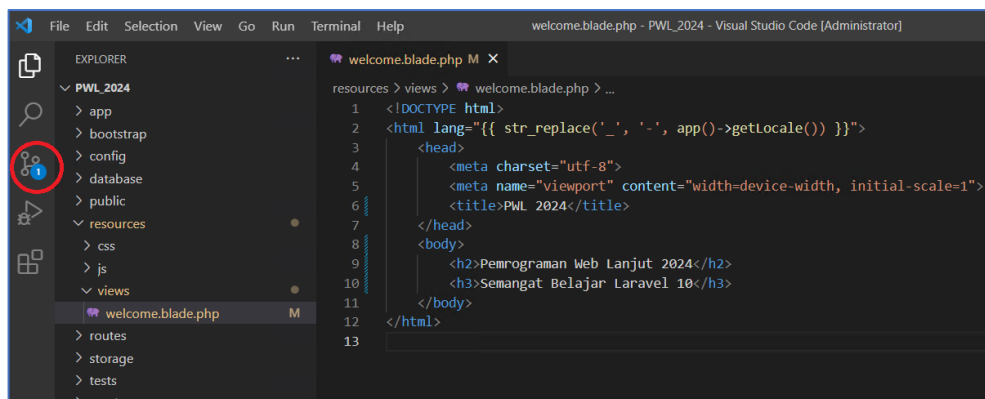 File Edit Selection View Go Run Terminal Help welcome.blade.php - PWL_2024 - Visual Studio Code [Administrator]
EXPLORER ...
PWL_2024
> app
> bootstrap
> config
> database
> public
resources
> css
> js
views
welcome.blade.php M
> routes
> storage
> tests
1
welcome.blade.php M ×
resources > views > welcome.blade.php > ...
1 <!DOCTYPE html>
2 <html lang="{{ str_replace('_', '-', app()->getLocale()) }}">
3 <head>
4 <meta charset="utf-8">
5 <meta name="viewport" content="width=device-width, initial-scale=1">
6 <title>PWL 2024</title>
7 </head>
8 <body>
9 <h2>Pemrograman Web Lanjut 2024</h2>
10 <h3>Semangat Belajar Laravel 10</h3>
11 </body>
12 </html>
13